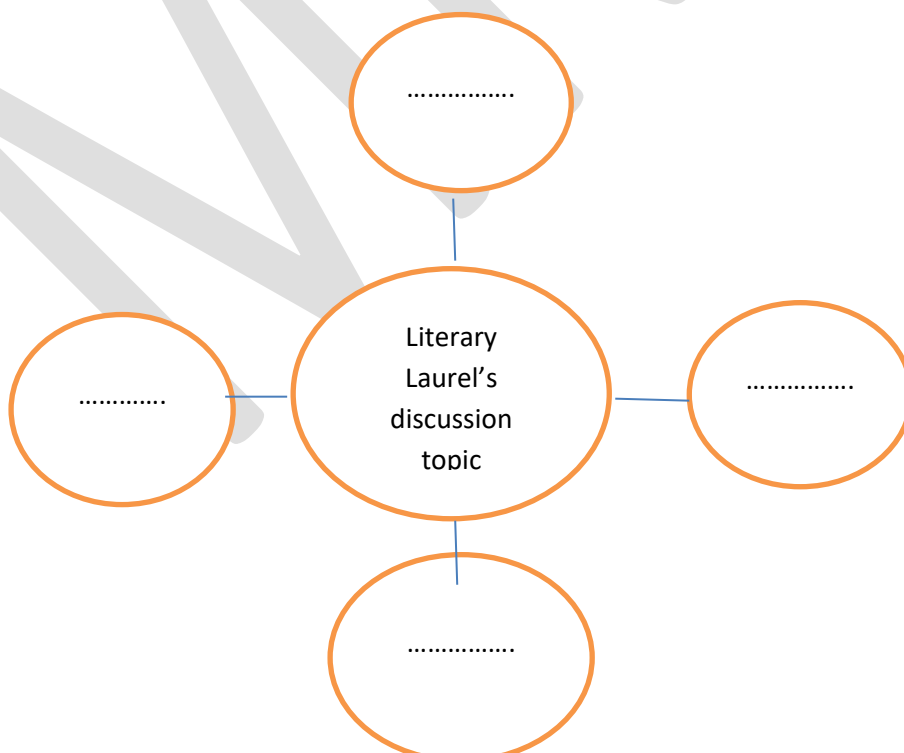 …………….
Literary
Laurel’s
discussion
topic
………….
…………….
…………….